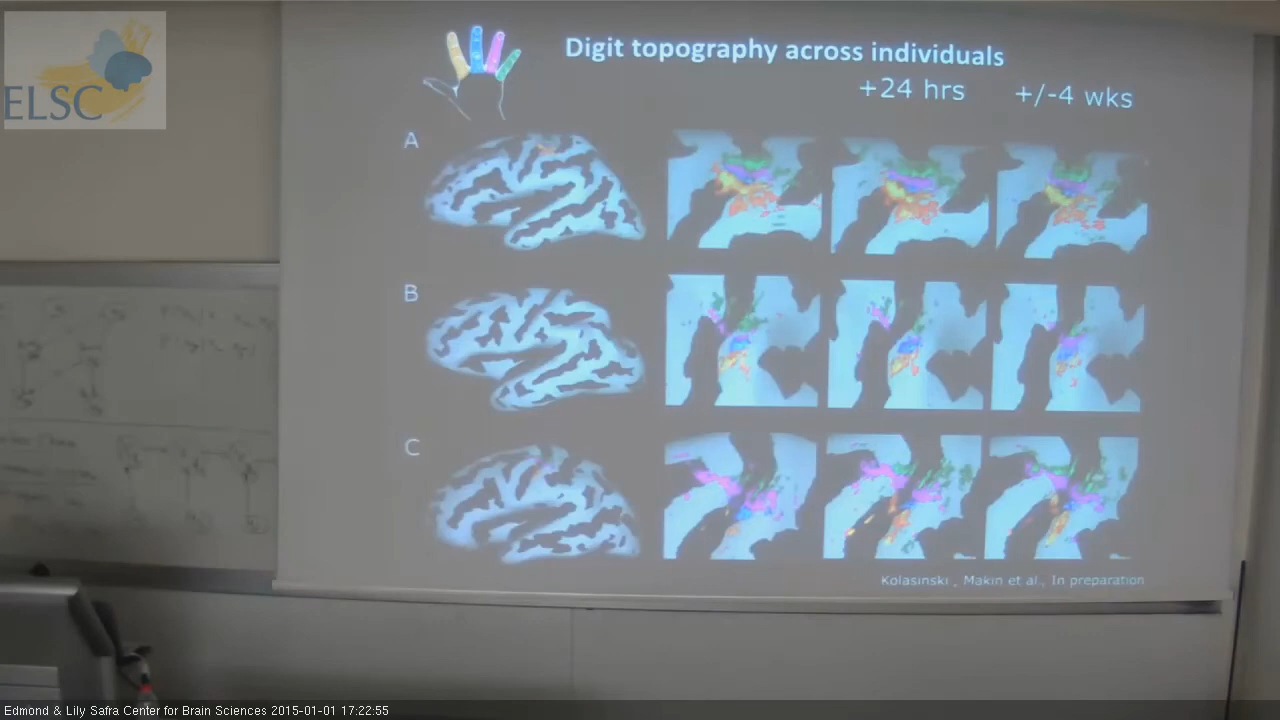 ELSC
Digit topography across individuals
+24 hrs
+/-4 wks
A
B
C
Kolasinski , Makin et al., In preparation
Edmond & Lily Safra Center for Brain Sciences 2015-01-01 17:22:55